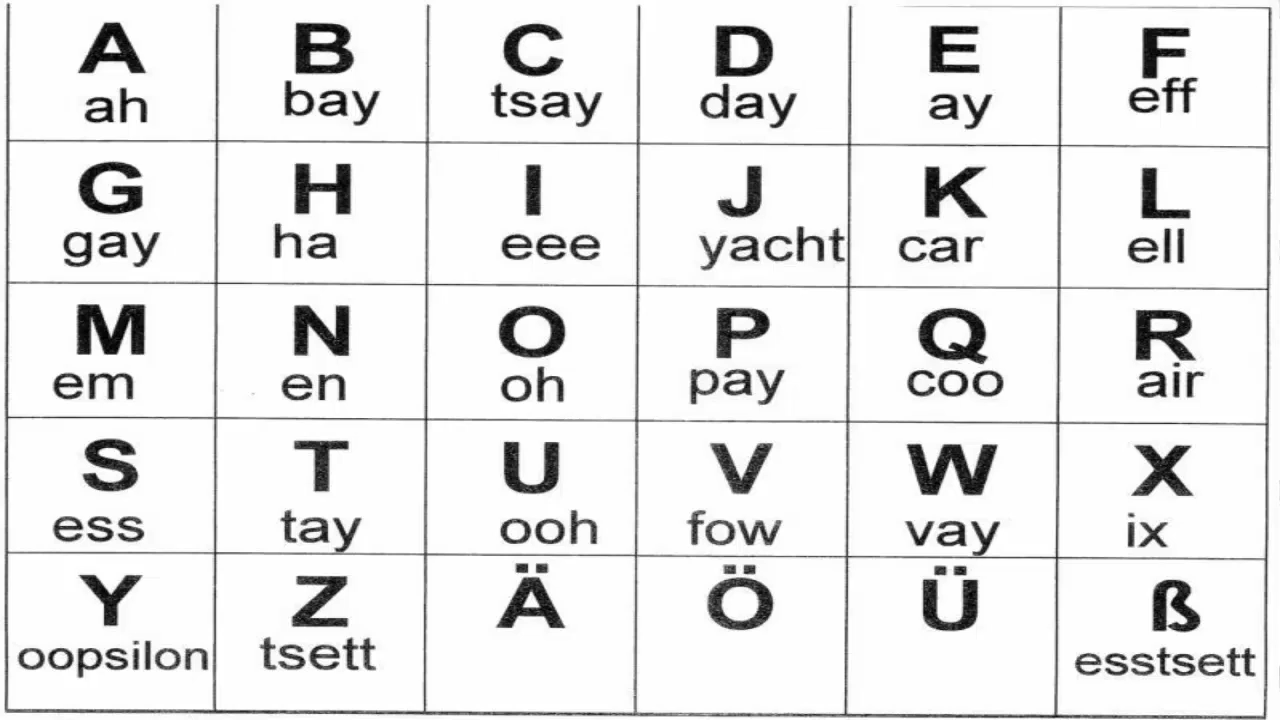 A B C D E F
ah bay tsay day ay eff
G H I J K L
gay ha eee yacht car ell
M N O P Q R
em en oh pay coo air
S T U V W X
ess tay ooh fow vay ix
Y Z Ä Ö Ü ß
oopsilon tsett esstsett